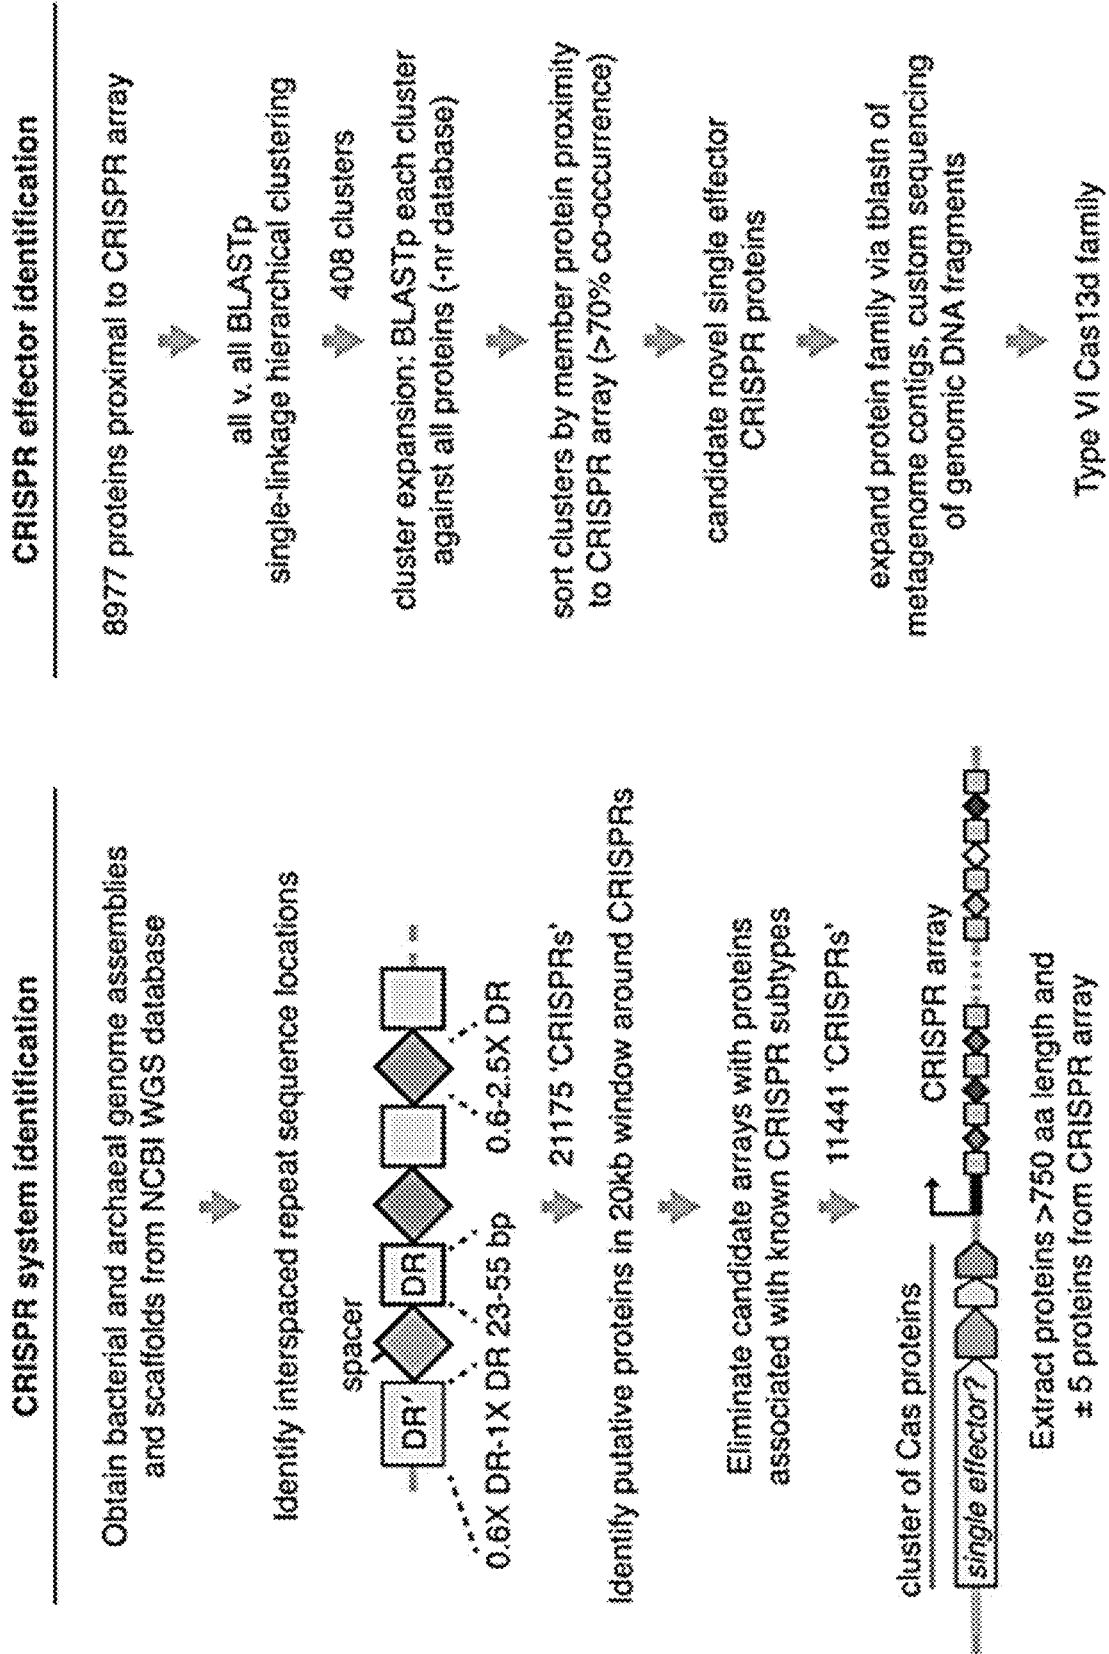 CRISPR system identification
Obtain bacterial and archaeal genome assemblies
and scaffolds from NCBI WGS database
Identify interspaced repeat sequence locations
spacer
DR′
DR
0.6X DR-1X DR
23-55 bp
0.6-2.5X DR
21175 'CRISPRs'
Identify putative proteins in 20kb window around CRISPRs
Eliminate candidate arrays with proteins
associated with known CRISPR subtypes
11441 'CRISPRs'
cluster of Cas proteins
CRISPR array
single effector?
Extract proteins >750 aa length and
± 5 proteins from CRISPR array
CRISPR effector identification
8977 proteins proximal to CRISPR array
all v. all BLASTp
single-linkage hierarchical clustering
408 clusters
cluster expansion: BLASTp each cluster
against all proteins (-nr database)
sort clusters by member protein proximity
to CRISPR array (>70% co-occurrence)
candidate novel single effector
CRISPR proteins
expand protein family via tblastn of
metagenome contigs, custom sequencing
of genomic DNA fragments
Type VI Cas13d family